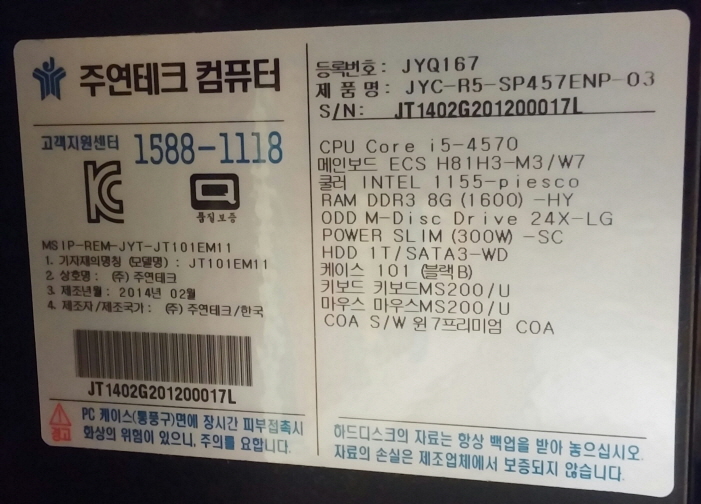 주연테크 컴퓨터
고객지원센터 1588-1118
품질보증
MSIP-REM-JYT-JT101EM11
1. 기자재의명칭 (모델명) : JT101EM11
2. 상호명 : (주) 주연테크
3. 제조년월 : 2014년 02월
4. 제조자/제조국가 : (주) 주연테크/한국
JT1402G201200017L
경고
PC 케이스(통풍구)면에 장시간 피부접촉시
화상의 위험이 있으니, 주의를 요합니다.
등록번호: JYQ167
제 품 명: JYC-R5-SP457ENP-03
S/N: JT1402G201200017L
CPU Core i5-4570
메인보드 ECS H81H3-M3/W7
쿨러 INTEL 1155-piesco
RAM DDR3 8G (1600) -HY
ODD M-Disc Drive 24X-LG
POWER SLIM (300W) -SC
HDD 1T/SATA3-WD
케이스 101 (블랙B)
키보드 키보드MS200/U
마우스 마우스MS200/U
COA S/W 윈7프리미엄 COA
하드디스크의 자료는 항상 백업을 받아 놓으십시오.
자료의 손실은 제조업체에서 보증되지 않습니다.